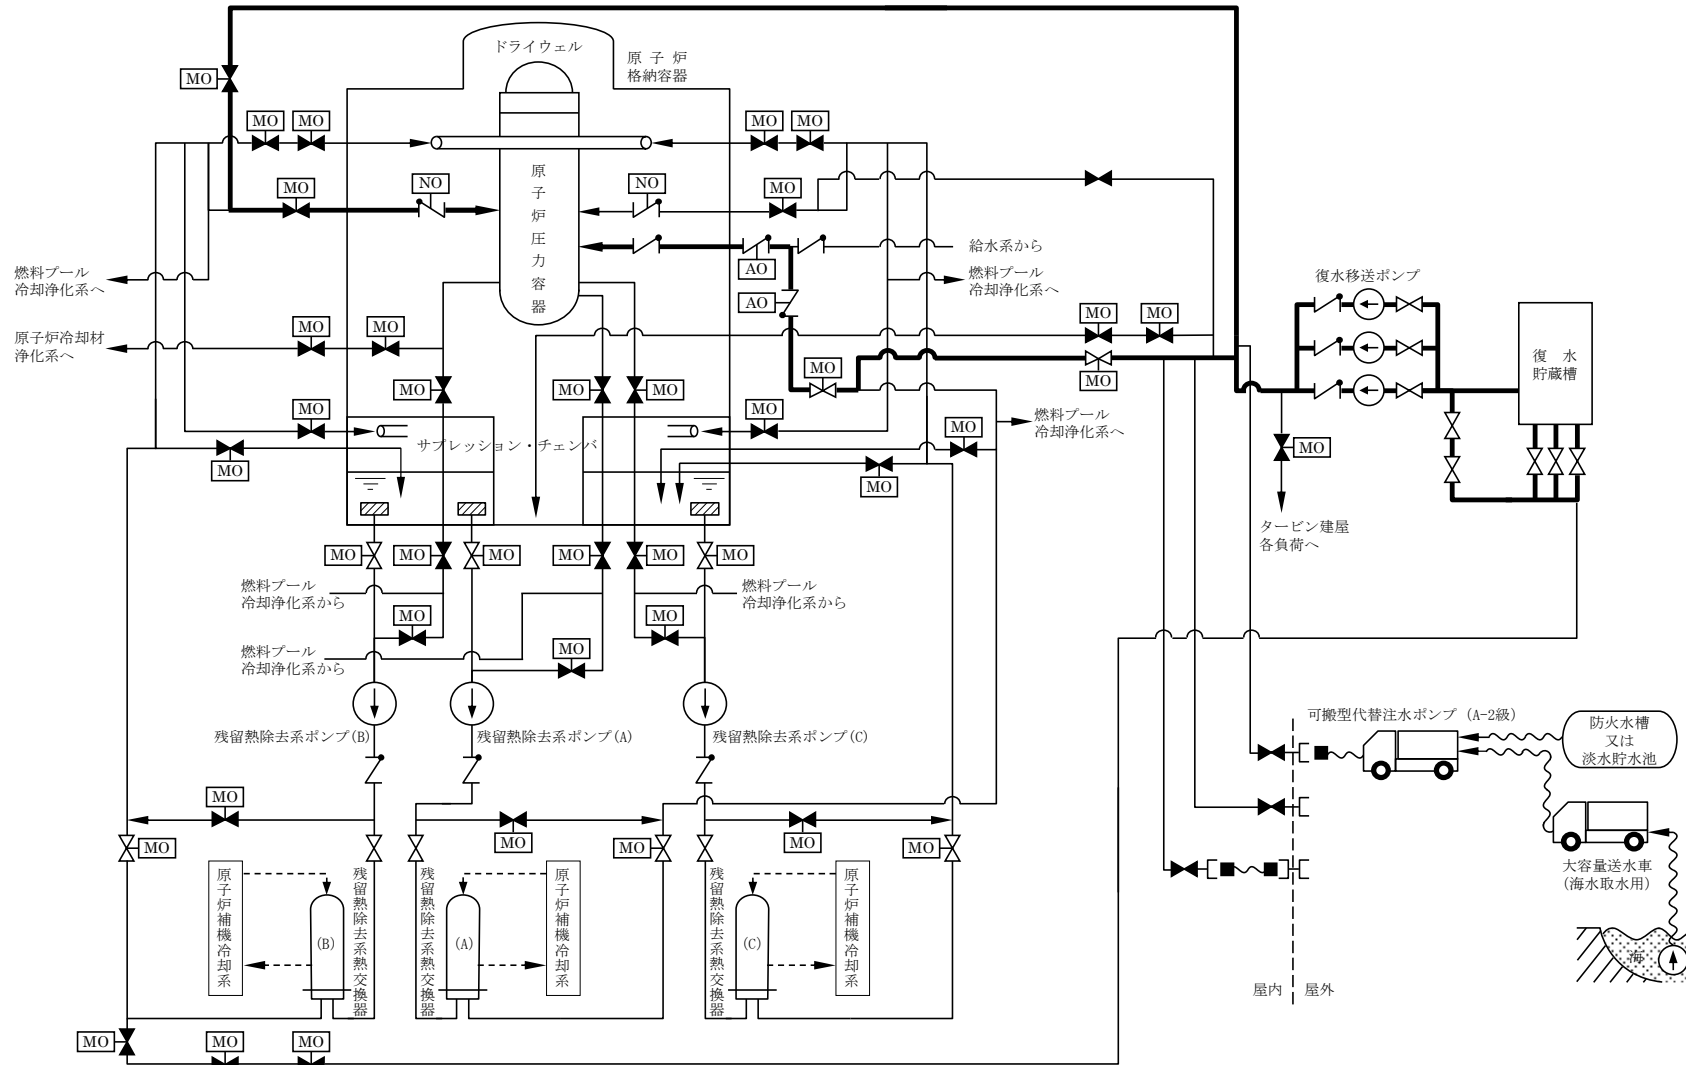 ドライウェル
原子炉
格納容器
MO
MO
MO
MO
MO
原子炉圧力容器
MO
NO
NO
MO
給水系から
AO
燃料プール
冷却浄化系へ
燃料プール
冷却浄化系へ
復水移送ポンプ
AO
MO
MO
原子炉冷却材
浄化系へ
MO
MO
復水
貯蔵槽
MO
MO
MO
MO
MO
MO
MO
MO
燃料プール
冷却浄化系へ
MO
サプレッション・チェンバ
MO
MO
MO
タービン建屋
各負荷へ
MO
MO
MO
MO
MO
MO
燃料プール
冷却浄化系から
燃料プール
冷却浄化系から
MO
MO
MO
燃料プール
冷却浄化系から
可搬型代替注水ポンプ (A-2級)
防火水槽
又は
淡水貯水池
残留熱除去系ポンプ(B)
残留熱除去系ポンプ(A)
残留熱除去系ポンプ(C)
MO
MO
MO
MO
MO
MO
大容量送水車
(海水取水用)
原子炉補機冷却系
(B)
残留熱除去系熱交換器
残留熱除去系熱交換器
(A)
原子炉補機冷却系
残留熱除去系熱交換器
(C)
原子炉補機冷却系
海
屋内
屋外
MO
MO
MO